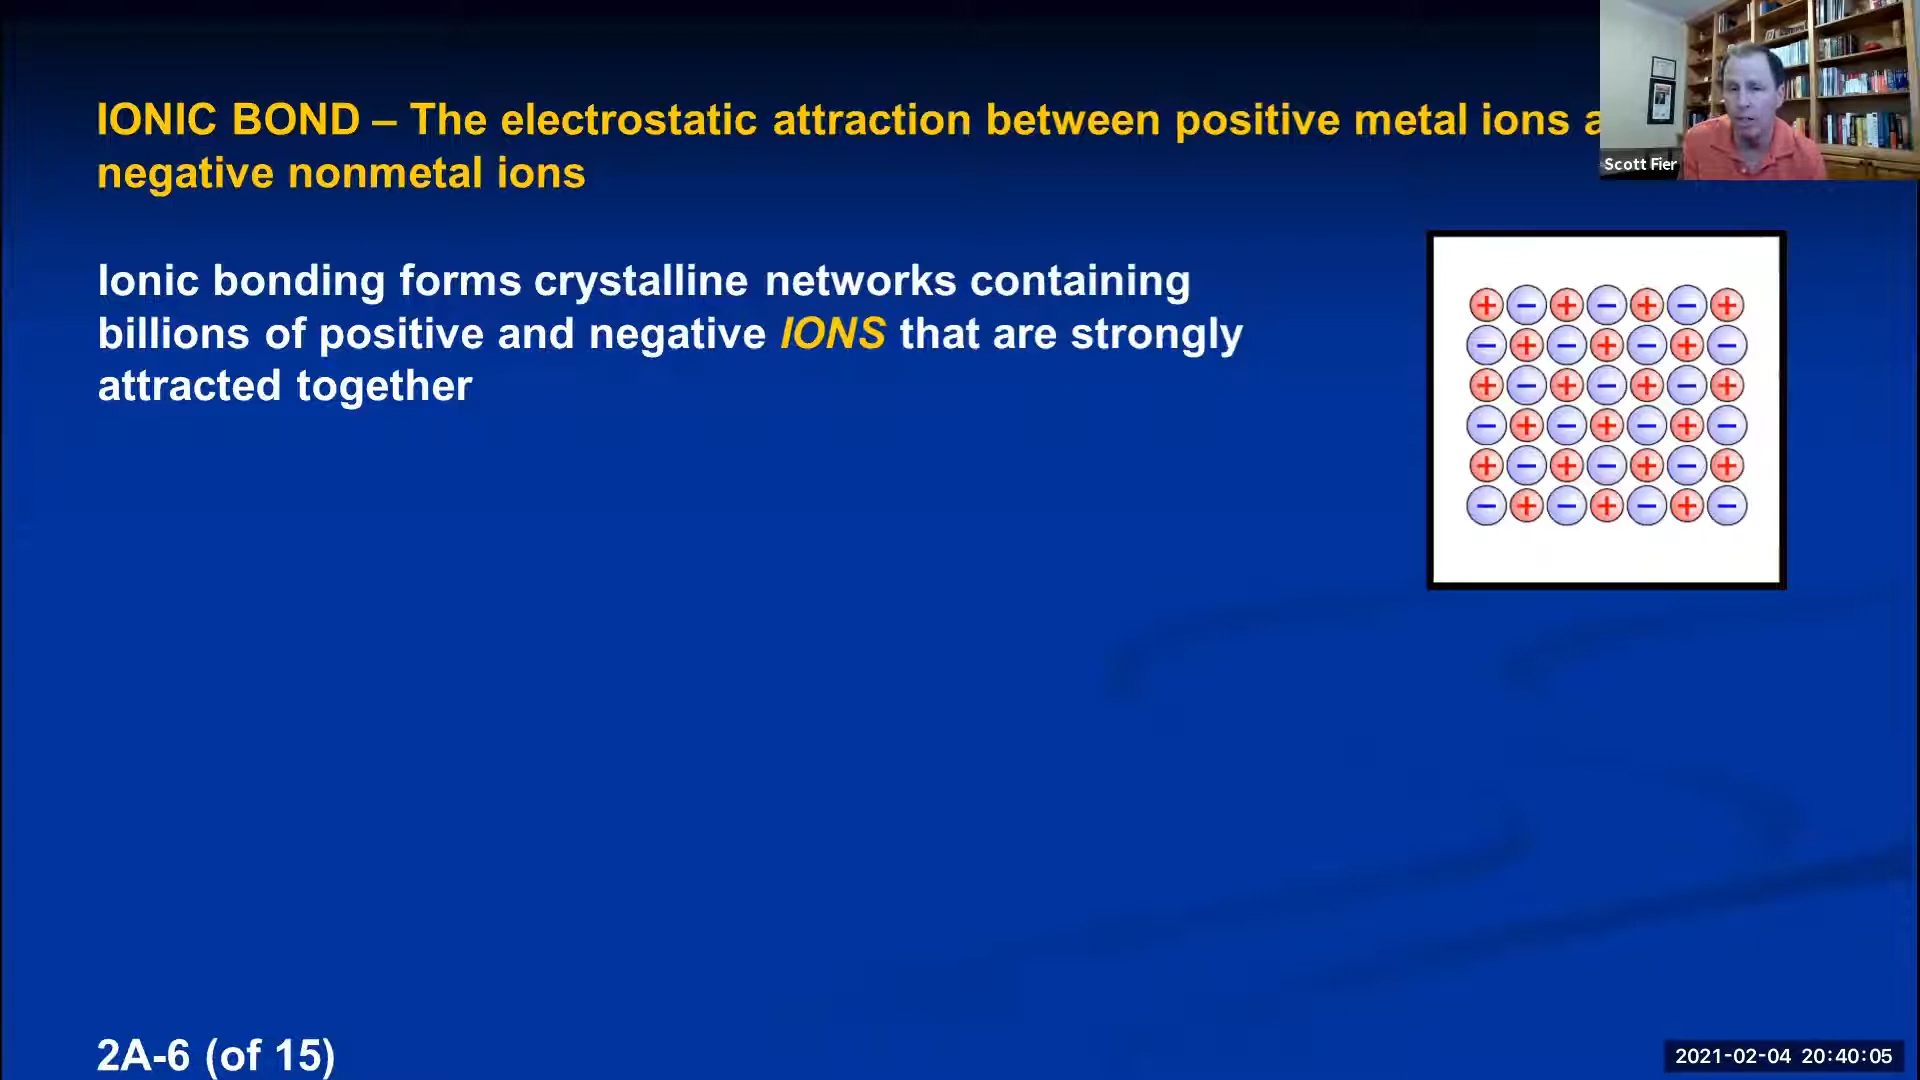 IONIC BOND – The electrostatic attraction between positive metal ions
negative nonmetal ions
Scott Fier
Ionic bonding forms crystalline networks containing
billions of positive and negative IONS that are strongly
attracted together
+ − + − + − +
− + − + − + −
+ − + − + − +
− + − + − + −
+ − + − + − +
− + − + − + −
2A-6 (of 15)
2021-02-04 20:40:05